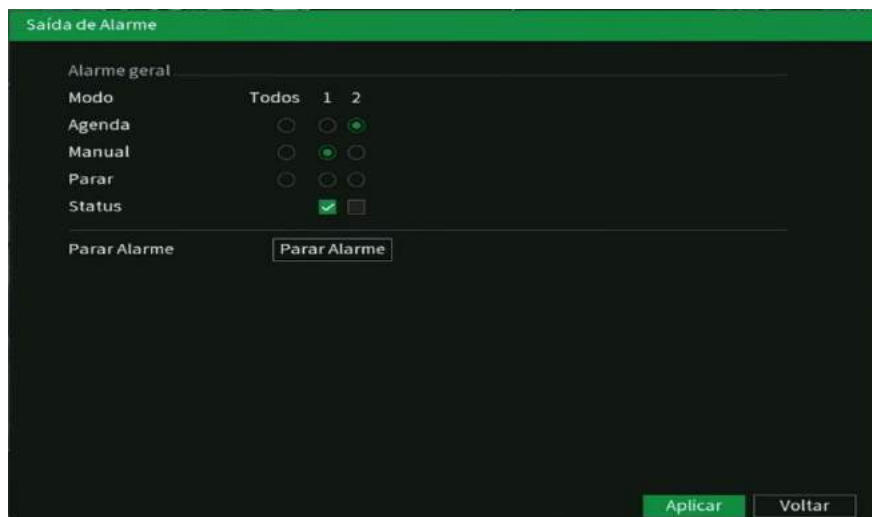 Saída de Alarme
Alarme geral
Modo Todos 1 2
Agenda
Manual
Parar
Status
Parar Alarme Parar Alarme
Aplicar Voltar